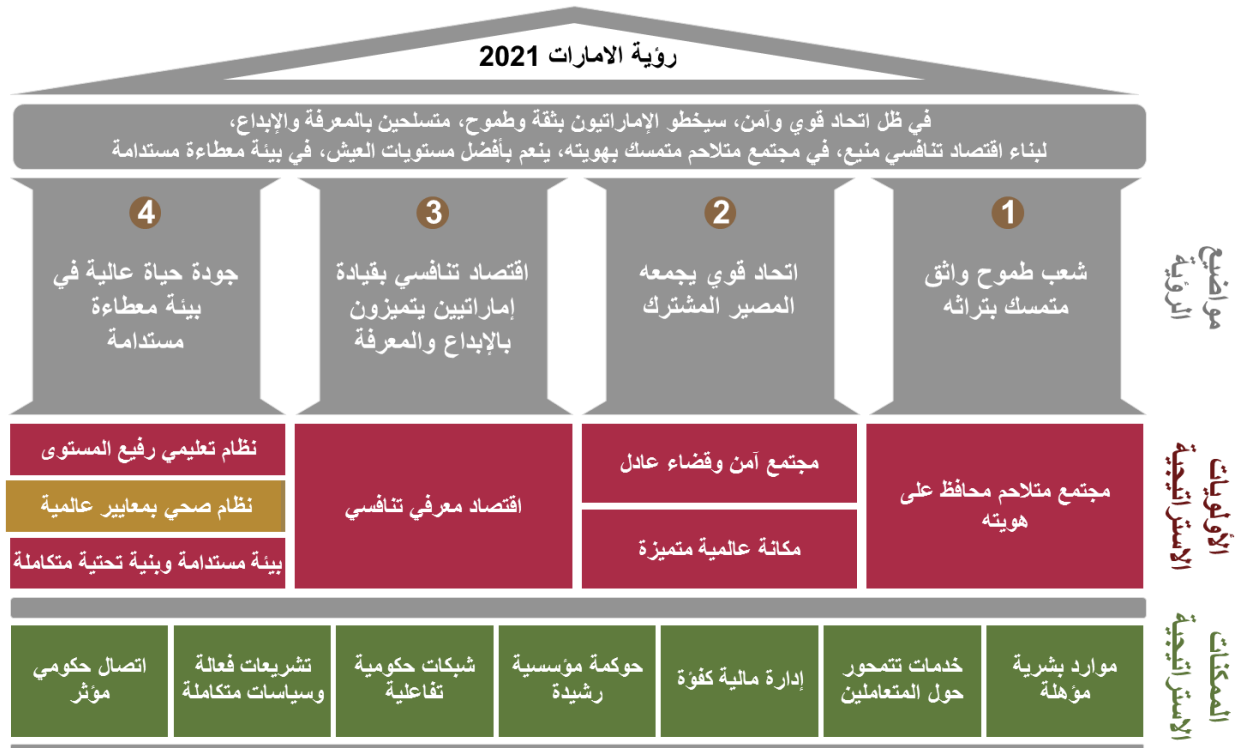 رؤية الامارات 2021
في ظل اتحاد قوي وآمن، سيخطو الإماراتيون بثقة وطموح، متسلحين بالمعرفة والإبداع،
لبناء اقتصاد تنافسي منيع، في مجتمع متلاحم متمسك بهويته، ينعم بأفضل مستويات العيش، في بيئة معطاءة مستدامة
مواضيع
الرؤية
1
شعب طموح واثق
متمسك بتراثه
2
اتحاد قوي يجمعه
المصير المشترك
3
اقتصاد تنافسي بقيادة
إماراتيين يتميزون
بالإبداع والمعرفة
4
جودة حياة عالية في
بيئة معطاءة
مستدامة
الأولويات
الاستراتيجية
مجتمع متلاحم محافظ على
هويته
مجتمع آمن وقضاء عادل
مكانة عالمية متميزة
اقتصاد معرفي تنافسي
نظام تعليمي رفيع المستوى
نظام صحي بمعايير عالمية
بيئة مستدامة وبنية تحتية متكاملة
الممكنات
الاستراتيجية
موارد بشرية
مؤهلة
خدمات تتمحور
حول المتعاملين
إدارة مالية كفؤة
حوكمة مؤسسية
رشيدة
شبكات حكومية
تفاعلية
تشريعات فعالة
وسياسات متكاملة
اتصال حكومي
مؤثر